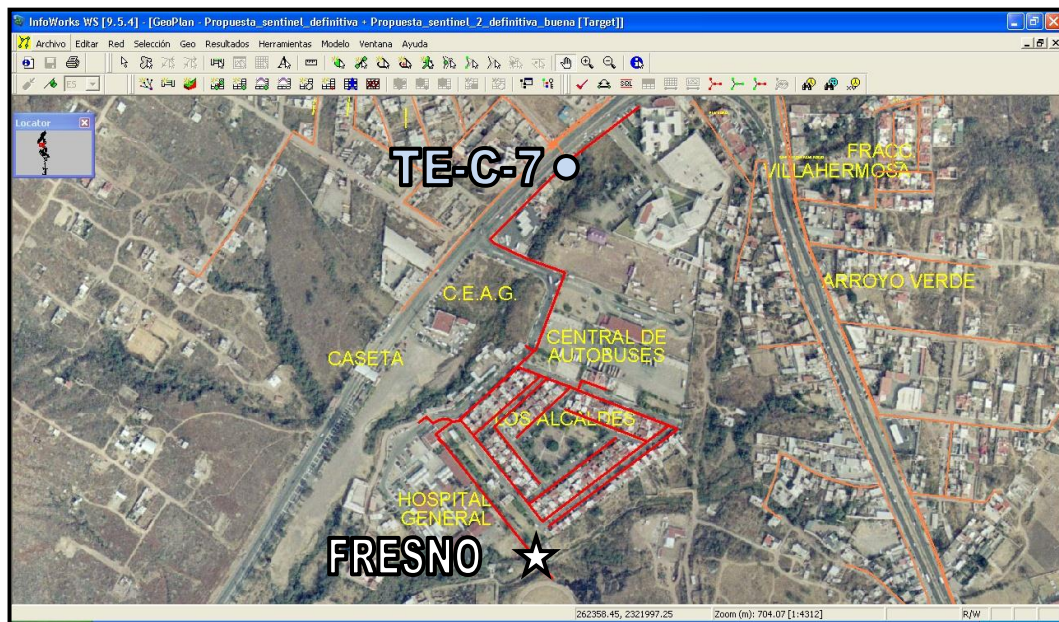 InfoWorks WS [9.5.4] - [GeoPlan - Propuesta_sentinel_definitiva + Propuesta_sentinel_2_definitiva_buena [Target]]
Archivo Editar Red Selección Geo Resultados Herramientas Modelo Ventana Ayuda
ES
SQL
Locator
TE-C-7
FRACC
VILLAHERMOSA
C.E.A.G.
ARROYO VERDE
CENTRAL DE
AUTOBUSES
CASETA
LOS ALCALDES
HOSPITAL
GENERAL
FRESNO
262358.45, 2321997.25
Zoom (m): 704.07 [1:4312]
R/W